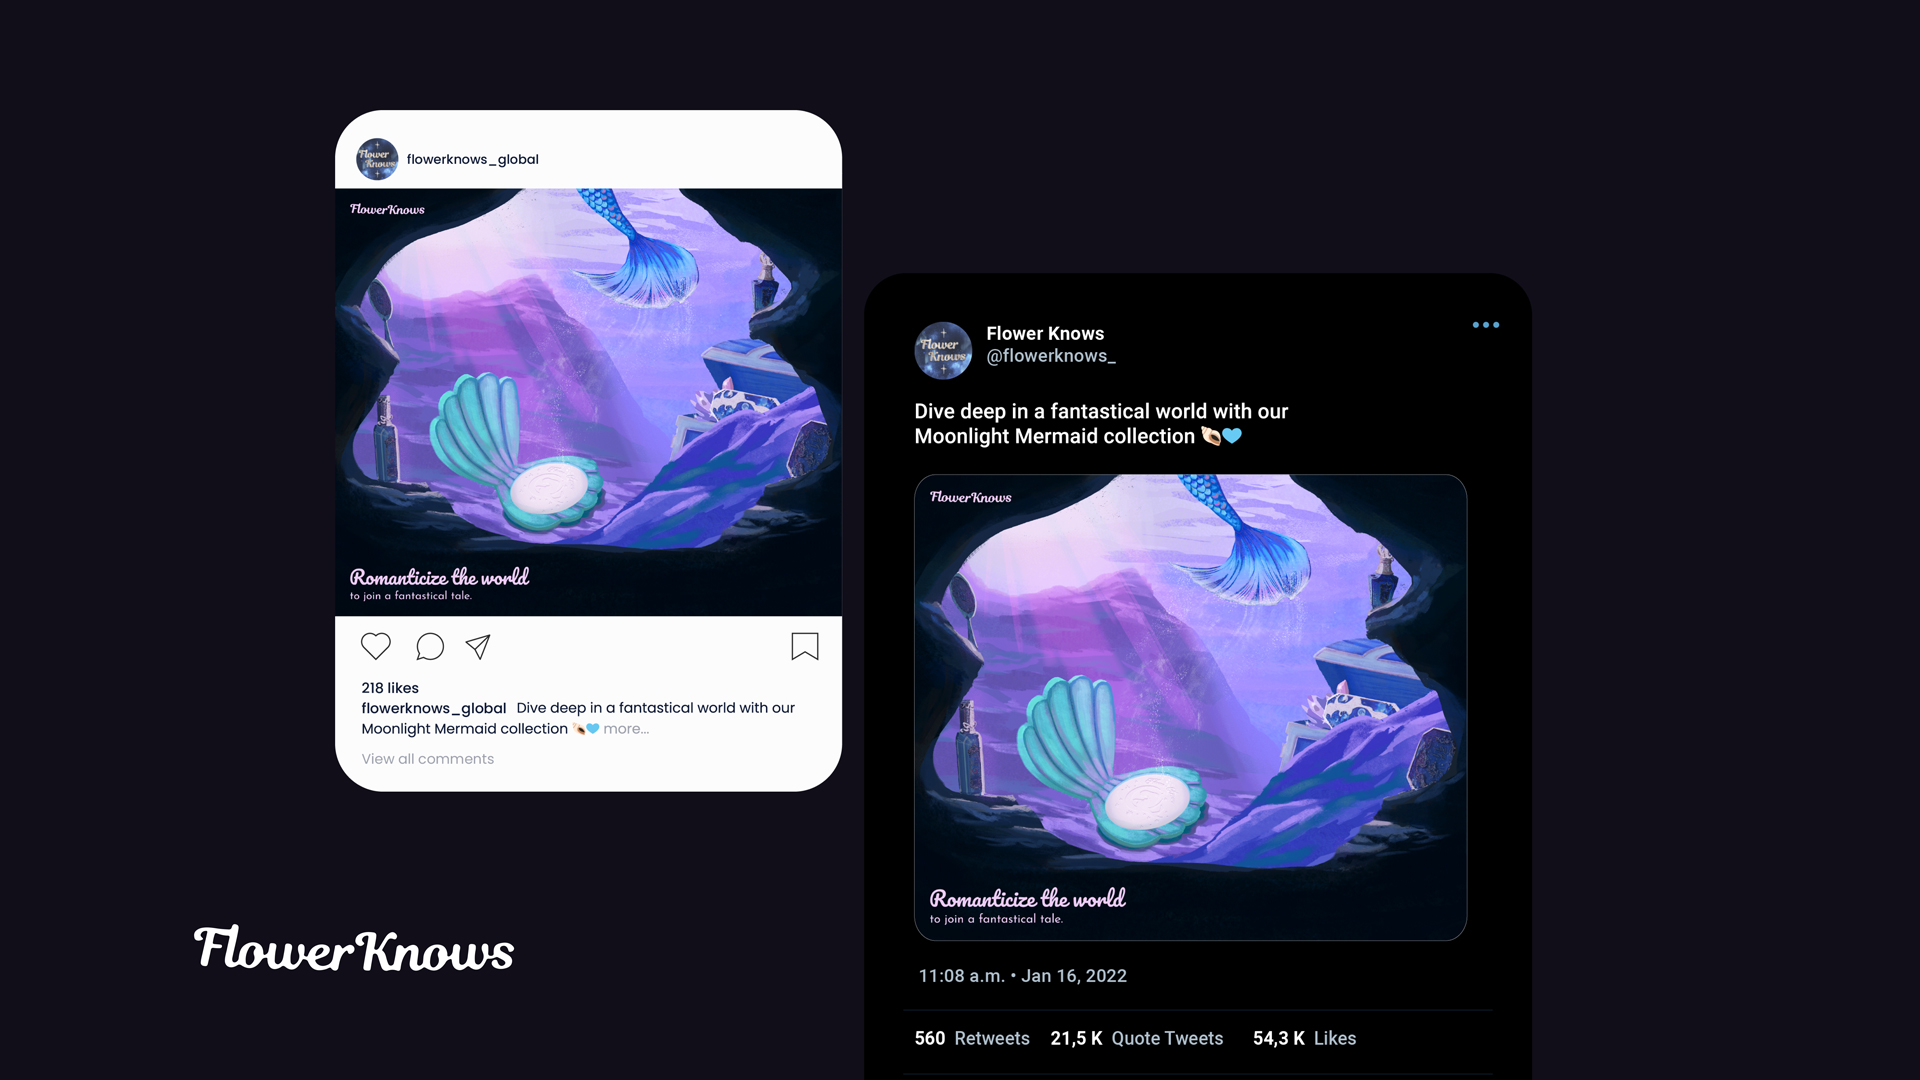 Flower
Knows
flowerknows_global
FlowerKnows
Romanticize the world
to join a fantastical tale.
218 likes
flowerknows_global Dive deep in a fantastical world with our
Moonlight Mermaid collection 🐚💙 more...
View all comments
FlowerKnows
Flower
Knows
Flower Knows
@flowerknows_
Dive deep in a fantastical world with our
Moonlight Mermaid collection 🐚💙
FlowerKnows
Romanticize the world
to join a fantastical tale.
11:08 a.m. • Jan 16, 2022
560 Retweets 21,5 K Quote Tweets 54,3 K Likes